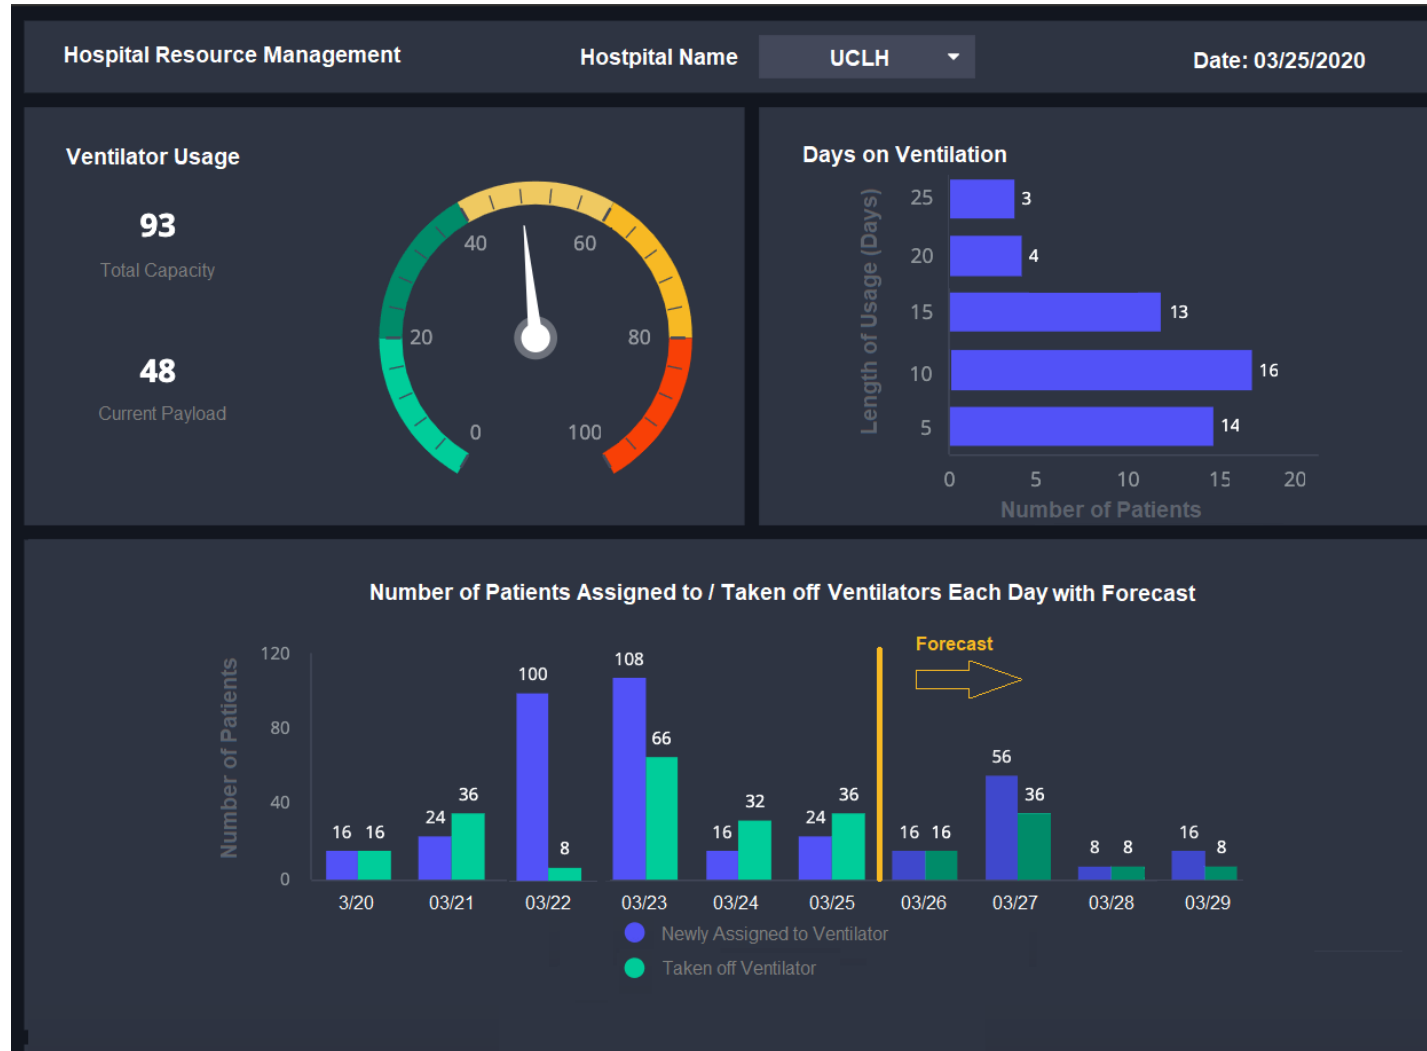 Hospital Resource Management
Hostpital Name
UCLH
Date: 03/25/2020
Ventilator Usage
93
Total Capacity
48
Current Payload
0
20
40
60
80
100
Days on Ventilation
Length of Usage (Days)
25
3
20
4
15
13
10
16
5
14
0 5 10 15 20
Number of Patients
Number of Patients Assigned to / Taken off Ventilators Each Day with Forecast
Forecast
Number of Patients
120
80
40
0
16 16
24 36
100 8
108 66
16 32
24 36
16 16
56 36
8 8
16 8
3/20 03/21 03/22 03/23 03/24 03/25 03/26 03/27 03/28 03/29
Newly Assigned to Ventilator
Taken off Ventilator